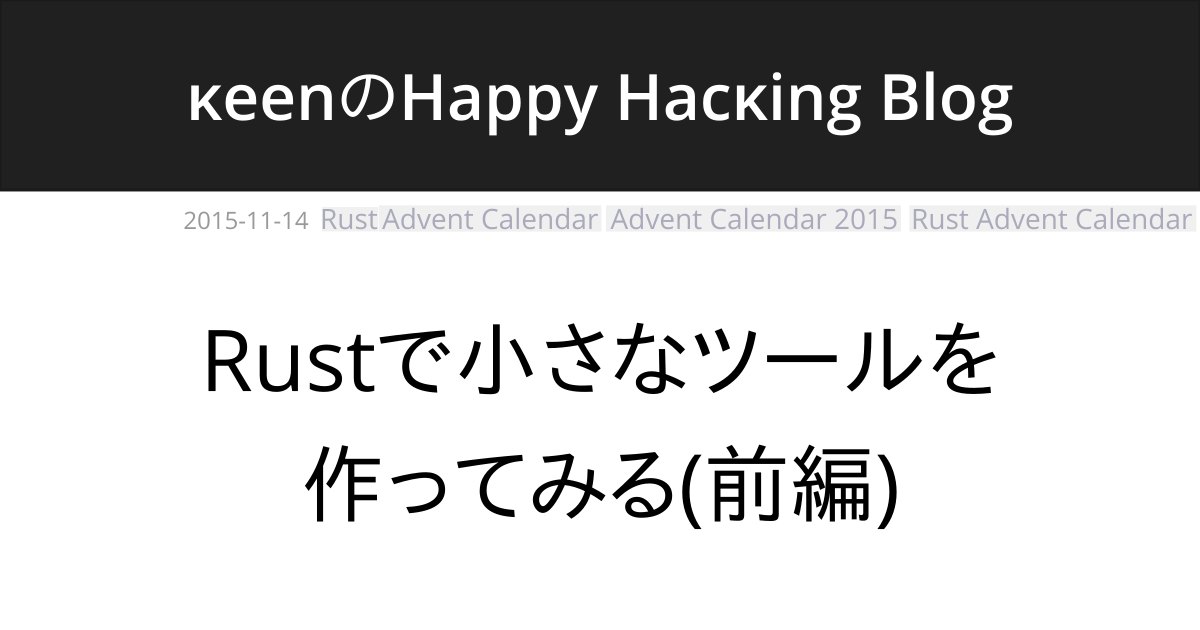 κeenのHappy Hacκing Blog
2015-11-14 Rust Advent Calendar Advent Calendar 2015 Rust Advent Calendar
Rustで小さなツールを
作ってみる(前編)